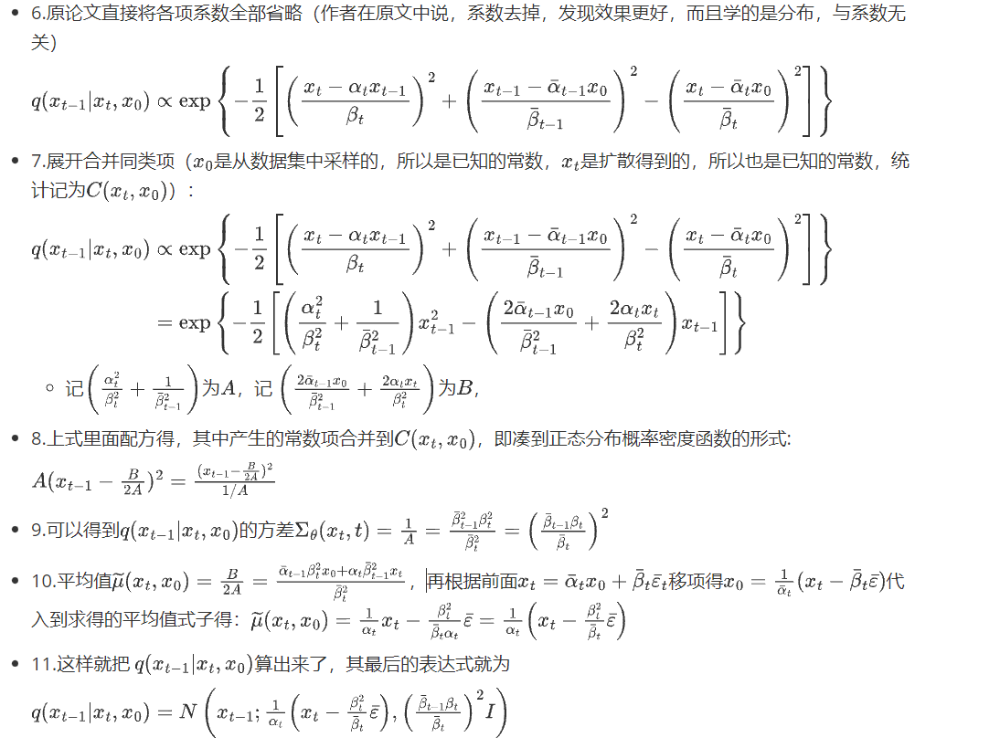 • 6.原论文直接将各项系数全部省略（作者在原文中说，系数去掉，发现效果更好，而且学的是分布，与系数无
关）
$q(x_{t-1}|x_t,x_0) \propto \exp\left\{-\frac{1}{2}\left[\left(\frac{x_t-\alpha_t x_{t-1}}{\beta_t}\right)^2+\left(\frac{x_{t-1}-\bar{\alpha}_{t-1}x_0}{\bar{\beta}_{t-1}}\right)^2-\left(\frac{x_t-\bar{\alpha}_t x_0}{\bar{\beta}_t}\right)^2\right]\right\}$
• 7.展开合并同类项（$x_0$是从数据集中采样的，所以是已知的常数，$x_t$是扩散得到的，所以也是已知的常数，统
计记为$C(x_t,x_0)$）：
$q(x_{t-1}|x_t,x_0) \propto \exp\left\{-\frac{1}{2}\left[\left(\frac{x_t-\alpha_t x_{t-1}}{\beta_t}\right)^2+\left(\frac{x_{t-1}-\bar{\alpha}_{t-1}x_0}{\bar{\beta}_{t-1}}\right)^2-\left(\frac{x_t-\bar{\alpha}_t x_0}{\bar{\beta}_t}\right)^2\right]\right\}$
$= \exp\left\{-\frac{1}{2}\left[\left(\frac{\alpha_t^2}{\beta_t^2}+\frac{1}{\bar{\beta}_{t-1}^2}\right)x_{t-1}^2-\left(\frac{2\bar{\alpha}_{t-1}x_0}{\bar{\beta}_{t-1}^2}+\frac{2\alpha_t x_t}{\beta_t^2}\right)x_{t-1}\right]\right\}$
◦ 记$\left(\frac{\alpha_t^2}{\beta_t^2}+\frac{1}{\bar{\beta}_{t-1}^2}\right)$为$A$，记$\left(\frac{2\bar{\alpha}_{t-1}x_0}{\bar{\beta}_{t-1}^2}+\frac{2\alpha_t x_t}{\beta_t^2}\right)$为$B$，
• 8.上式里面配方得，其中产生的常数项合并到$C(x_t,x_0)$，即凑到正态分布概率密度函数的形式:
$A(x_{t-1}-\frac{B}{2A})^2=\frac{(x_{t-1}-\frac{B}{2A})^2}{1/A}$
• 9.可以得到$q(x_{t-1}|x_t,x_0)$的方差$\Sigma_\theta(x_t,t)=\frac{1}{A}=\frac{\bar{\beta}_{t-1}^2\beta_t^2}{\bar{\beta}_t^2}=\left(\frac{\bar{\beta}_{t-1}\beta_t}{\bar{\beta}_t}\right)^2$
• 10.平均值$\widetilde{\mu}(x_t,x_0)=\frac{B}{2A}=\frac{\bar{\alpha}_{t-1}\beta_t^2x_0+\alpha_t\bar{\beta}_{t-1}^2x_t}{\bar{\beta}_t^2}$，再根据前面$x_t=\bar{\alpha}_tx_0+\bar{\beta}_t\bar{\varepsilon}_t$移项得$x_0=\frac{1}{\bar{\alpha}_t}(x_t-\bar{\beta}_t\bar{\varepsilon})$代
入到求得的平均值式子得：$\widetilde{\mu}(x_t,x_0)=\frac{1}{\alpha_t}x_t-\frac{\beta_t^2}{\bar{\beta}_t\alpha_t}\bar{\varepsilon}=\frac{1}{\alpha_t}\left(x_t-\frac{\beta_t^2}{\bar{\beta}_t}\bar{\varepsilon}\right)$
• 11.这样就把 $q(x_{t-1}|x_t,x_0)$算出来了，其最后的表达式就为
$q(x_{t-1}|x_t,x_0)=N\left(x_{t-1};\frac{1}{\alpha_t}\left(x_t-\frac{\beta_t^2}{\bar{\beta}_t}\bar{\varepsilon}\right),\left(\frac{\bar{\beta}_{t-1}\beta_t}{\bar{\beta}_t}\right)^2I\right)$